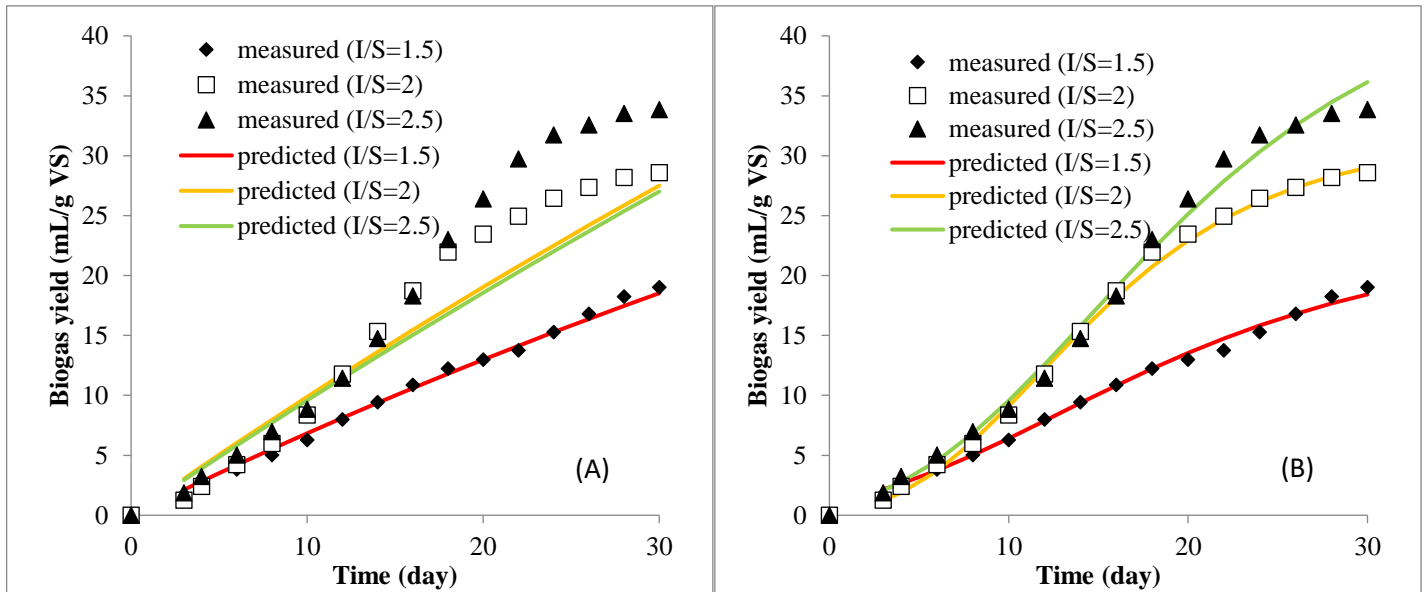 40
35
30
25
20
15
10
5
0
Biogas yield (mL/g VS)
measured (I/S=1.5)
measured (I/S=2)
measured (I/S=2.5)
predicted (I/S=1.5)
predicted (I/S=2)
predicted (I/S=2.5)
(A)
0 10 20 30
Time (day)
40
35
30
25
20
15
10
5
0
Biogas yield (mL/g VS)
measured (I/S=1.5)
measured (I/S=2)
measured (I/S=2.5)
predicted (I/S=1.5)
predicted (I/S=2)
predicted (I/S=2.5)
(B)
0 10 20 30
Time (day)